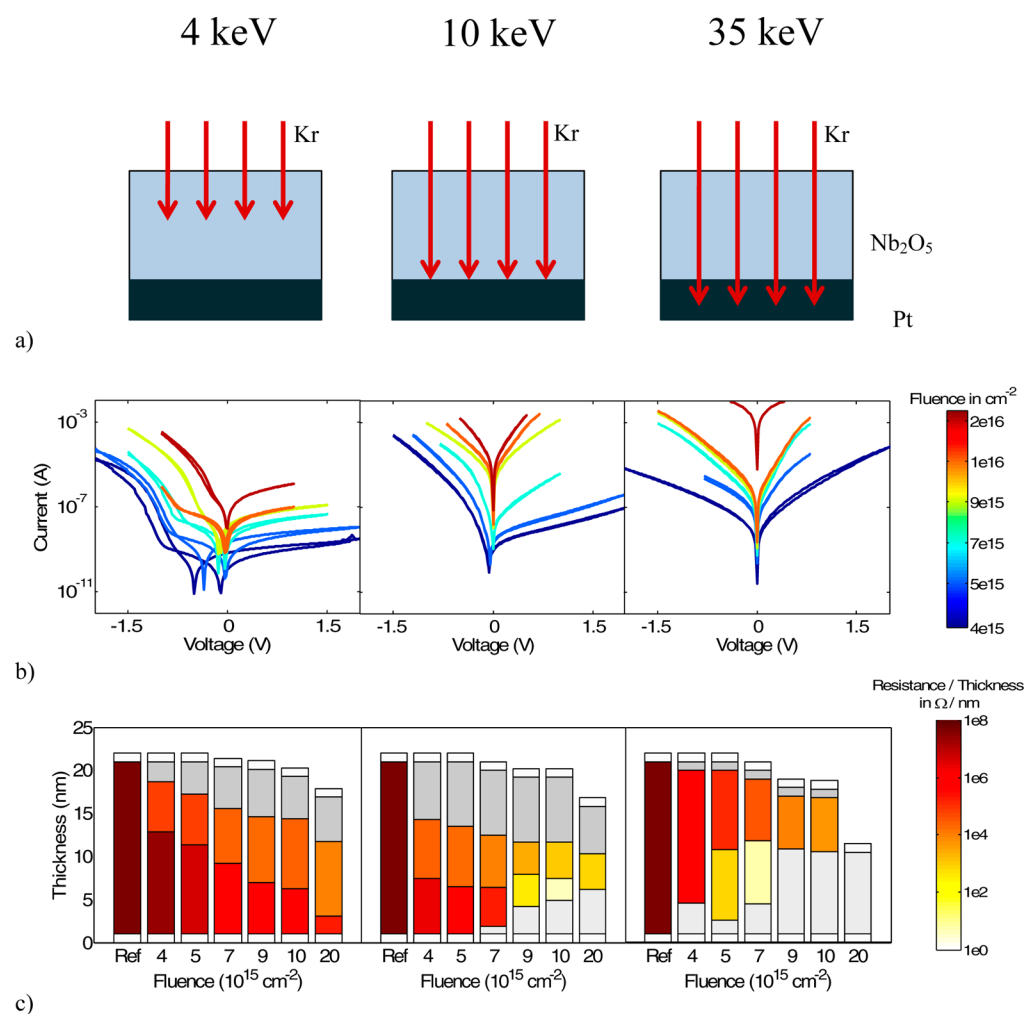 4 keV 10 keV 35 keV
Kr Kr Kr
Nb₂O₅
Pt
a)
Fluence in cm⁻²
10⁻³
10⁻⁷
10⁻¹¹
Current (A)
2e16
1e16
9e15
7e15
5e15
4e15
-1.5 0 1.5 -1.5 0 1.5 -1.5 0 1.5
Voltage (V) Voltage (V) Voltage (V)
b)
Resistance / Thickness
in Ω / nm
25
20
15
10
5
0
Thickness (nm)
1e8
1e6
1e4
1e2
1e0
Ref 4 5 7 9 10 20 Ref 4 5 7 9 10 20 Ref 4 5 7 9 10 20
Fluence (10¹⁵ cm⁻²) Fluence (10¹⁵ cm⁻²) Fluence (10¹⁵ cm⁻²)
c)